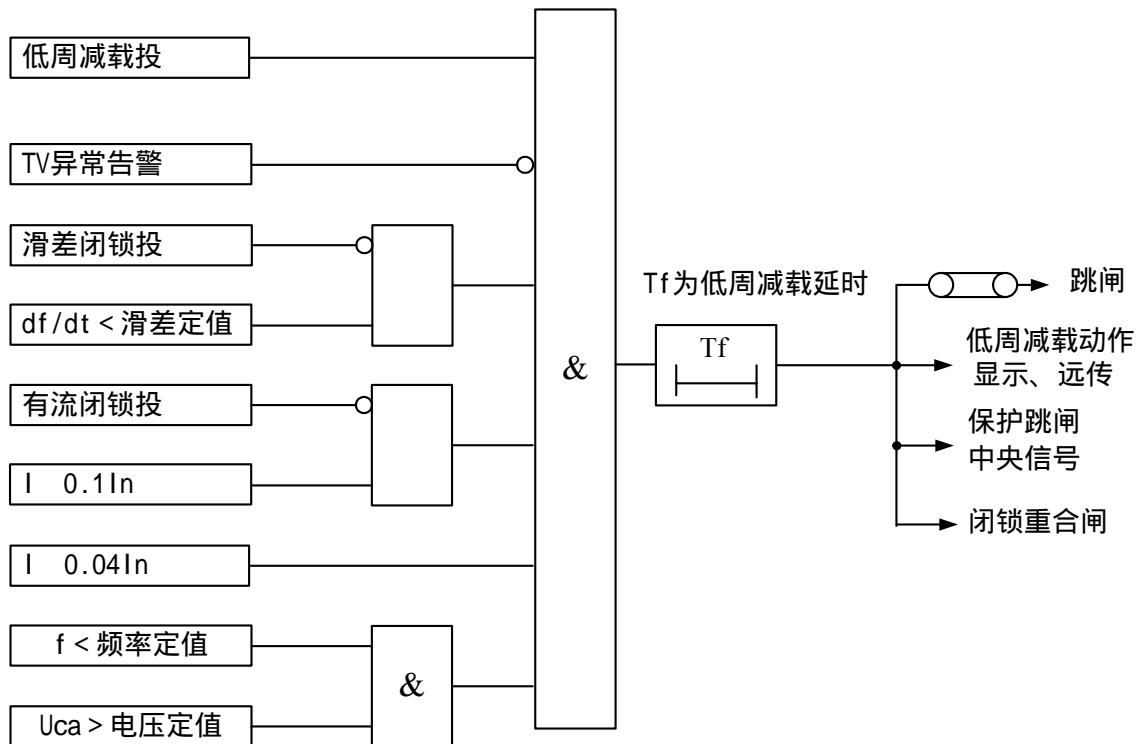 低周减载投
TV异常告警
滑差闭锁投
df/dt < 滑差定值
有流闭锁投
I 0.1In
I 0.04In
f < 频率定值
Uca > 电压定值
&
&
Tf为低周减载延时
Tf
跳闸
低周减载动作
显示、远传
保护跳闸
中央信号
闭锁重合闸